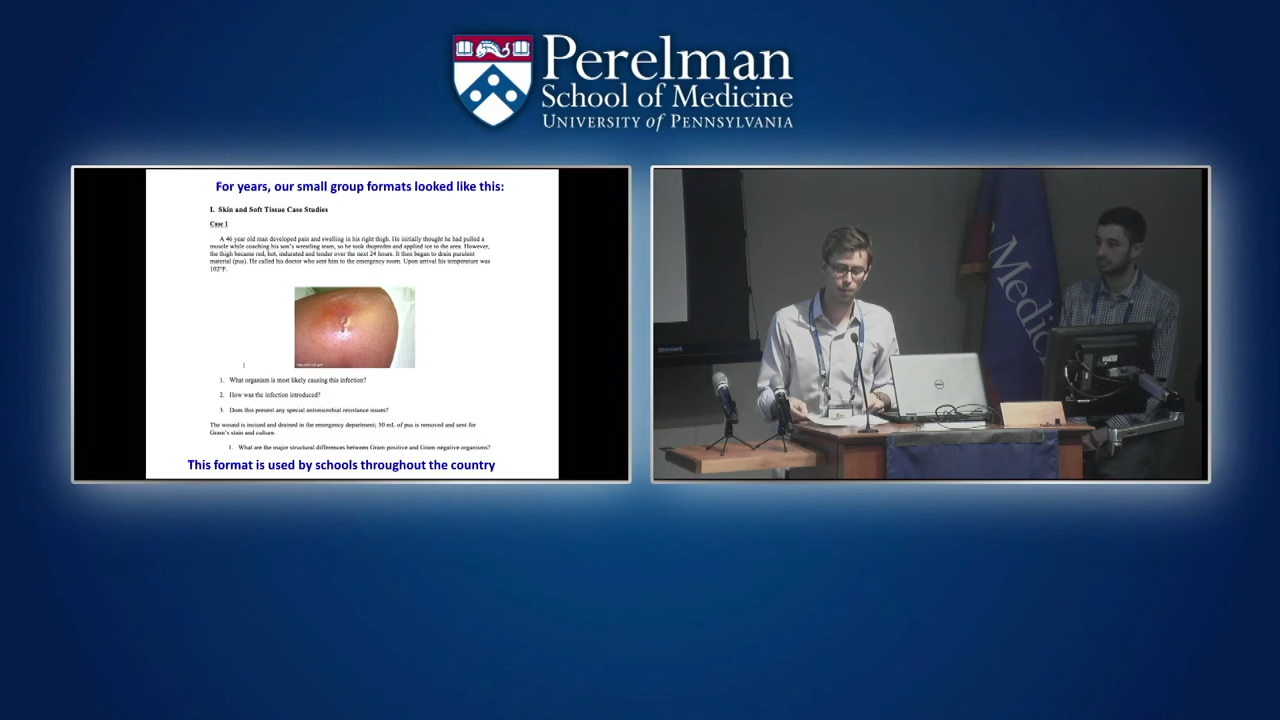 Perelman
School of Medicine
UNIVERSITY of PENNSYLVANIA
For years, our small group formats looked like this:
I. Skin and Soft Tissue Case Studies
Case 1
A 46 year old man developed pain and swelling in his right thigh. He initially thought he had pulled a
muscle while coaching his son's wrestling team, so he took ibuprofen and applied ice to the area. However,
the thigh became red, hot, indurated and tender over the next 24 hours. It then began to drain purulent
material (pus). He called his doctor who sent him to the emergency room. Upon arrival his temperature was
102°F.
1. What organism is most likely causing this infection?
2. How was the infection introduced?
3. Does this present any special antimicrobial resistance issues?
The wound is incised and drained in the emergency department; 50 mL of pus is removed and sent for
Gram's stain and culture.
1. What are the major structural differences between Gram positive and Gram negative organisms?
This format is used by schools throughout the country
Medic
DELL